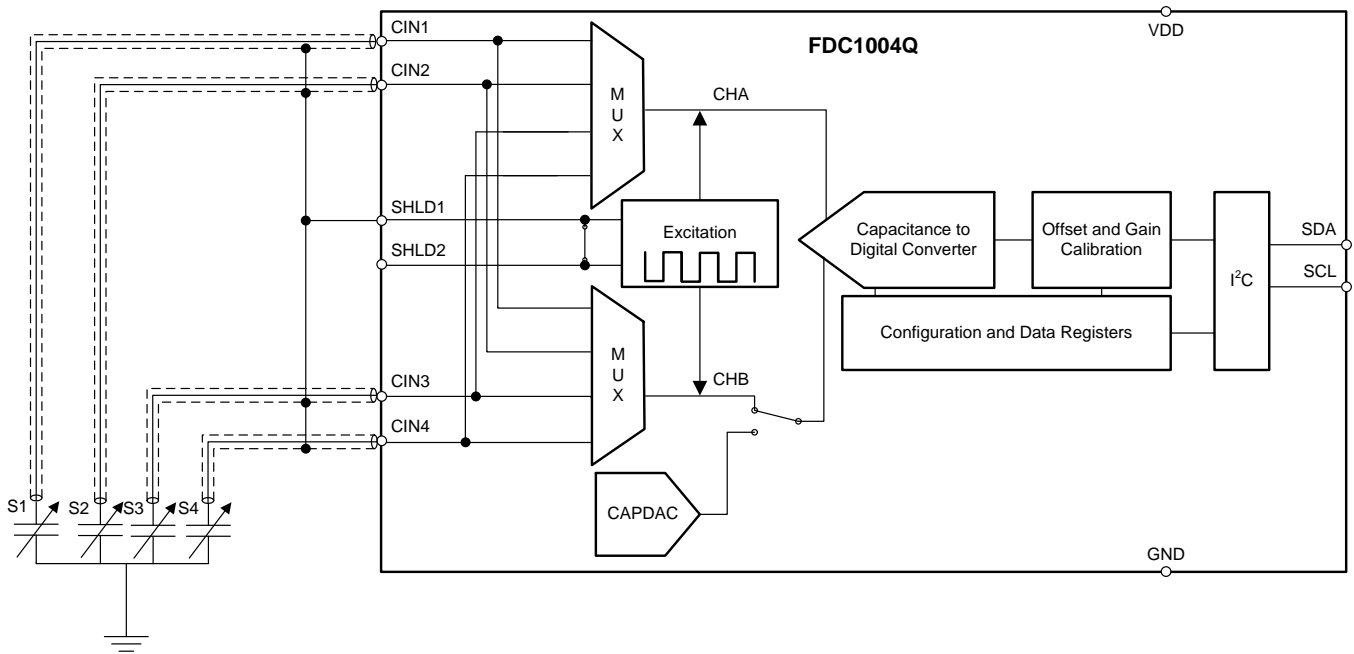 CIN1
FDC1004Q
VDD
CIN2
M
U
X
CHA
SHLD1
Excitation
SHLD2
Capacitance to
Digital Converter
Offset and Gain
Calibration
I²C
SDA
SCL
Configuration and Data Registers
M
U
X
CIN3
CHB
CIN4
CAPDAC
S1
S2
S3
S4
GND